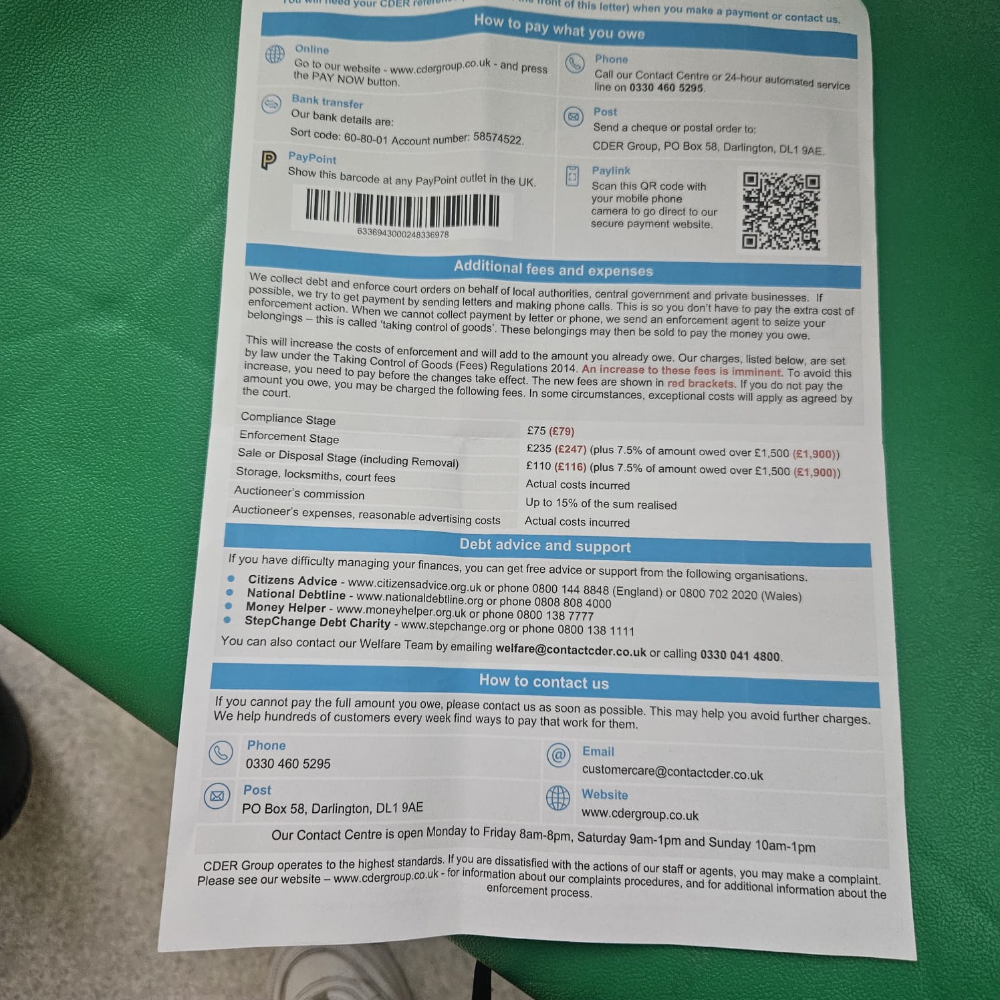 You will need your CDER reference the front of this letter) when you make a payment or contact us.
How to pay what you owe
Online
Go to our website - www.cdergroup.co.uk - and press
the PAY NOW button.
Phone
Call our Contact Centre or 24-hour automated service
line on 0330 460 5295.
Bank transfer
Our bank details are:
Sort code: 60-80-01 Account number: 58574522.
Post
Send a cheque or postal order to:
CDER Group, PO Box 58, Darlington, DL1 9AE.
PayPoint
Show this barcode at any PayPoint outlet in the UK.
6336943000248336978
Paylink
Scan this QR code with
your mobile phone
camera to go direct to our
secure payment website.
Additional fees and expenses
We collect debt and enforce court orders on behalf of local authorities, central government and private businesses. If
possible, we try to get payment by sending letters and making phone calls. This is so you don't have to pay the extra cost of
enforcement action. When we cannot collect payment by letter or phone, we send an enforcement agent to seize your
belongings – this is called 'taking control of goods'. These belongings may then be sold to pay the money you owe.
This will increase the costs of enforcement and will add to the amount you already owe. Our charges, listed below, are set
by law under the Taking Control of Goods (Fees) Regulations 2014. An increase to these fees is imminent. To avoid this
increase, you need to pay before the changes take effect. The new fees are shown in red brackets. If you do not pay the
amount you owe, you may be charged the following fees. In some circumstances, exceptional costs will apply as agreed by
the court.
Compliance Stage £75 (£79)
Enforcement Stage £235 (£247) (plus 7.5% of amount owed over £1,500 (£1,900))
Sale or Disposal Stage (including Removal) £110 (£116) (plus 7.5% of amount owed over £1,500 (£1,900))
Storage, locksmiths, court fees Actual costs incurred
Auctioneer's commission Up to 15% of the sum realised
Auctioneer's expenses, reasonable advertising costs Actual costs incurred
Debt advice and support
If you have difficulty managing your finances, you can get free advice or support from the following organisations.
Citizens Advice - www.citizensadvice.org.uk or phone 0800 144 8848 (England) or 0800 702 2020 (Wales)
National Debtline - www.nationaldebtline.org or phone 0808 808 4000
Money Helper - www.moneyhelper.org.uk or phone 0800 138 7777
StepChange Debt Charity - www.stepchange.org or phone 0800 138 1111
You can also contact our Welfare Team by emailing welfare@contactcder.co.uk or calling 0330 041 4800.
How to contact us
If you cannot pay the full amount you owe, please contact us as soon as possible. This may help you avoid further charges.
We help hundreds of customers every week find ways to pay that work for them.
Phone
0330 460 5295
Email
customercare@contactcder.co.uk
Post
PO Box 58, Darlington, DL1 9AE
Website
www.cdergroup.co.uk
Our Contact Centre is open Monday to Friday 8am-8pm, Saturday 9am-1pm and Sunday 10am-1pm
CDER Group operates to the highest standards. If you are dissatisfied with the actions of our staff or agents, you may make a complaint.
Please see our website – www.cdergroup.co.uk - for information about our complaints procedures, and for additional information about the
enforcement process.